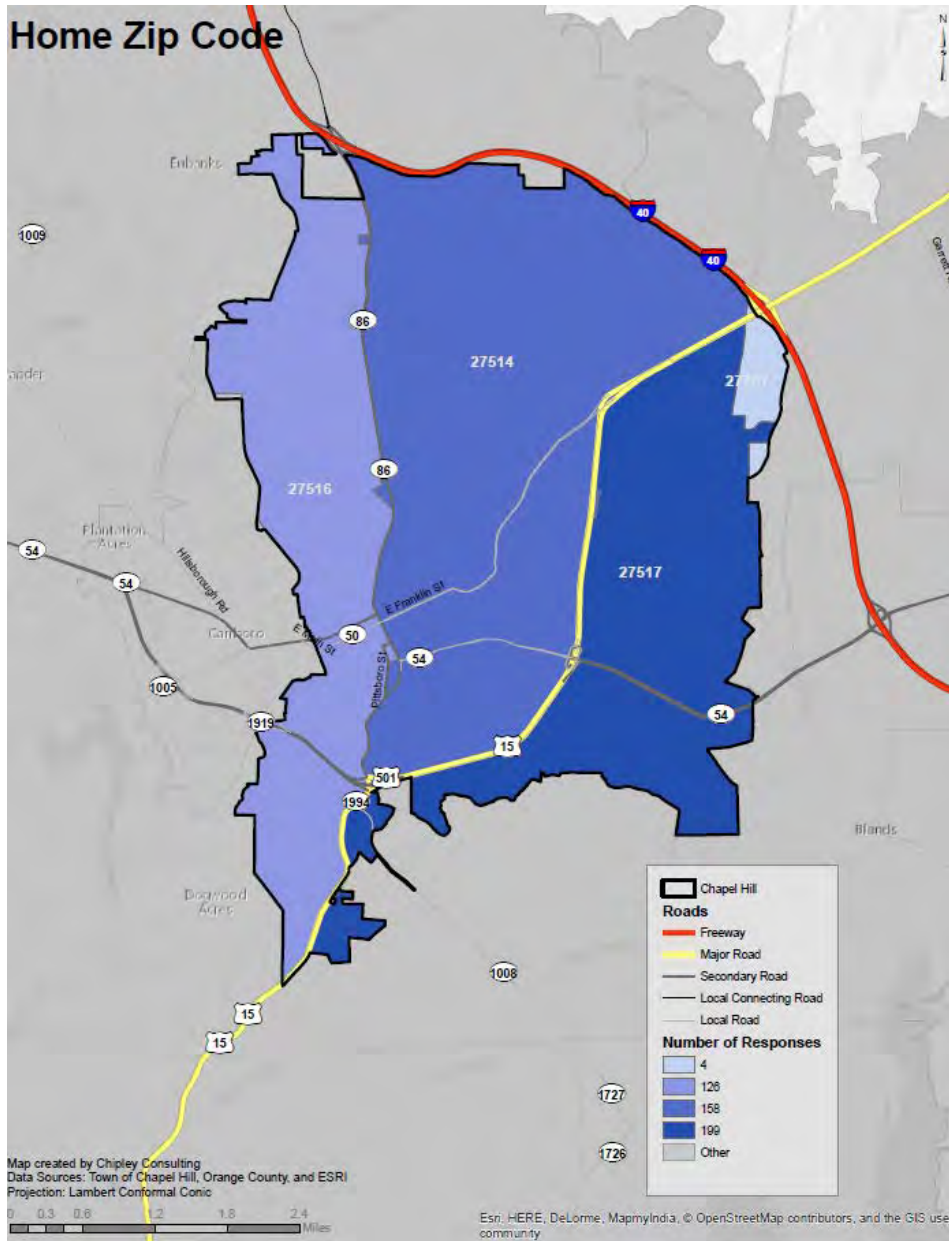 Home Zip Code
N
S
Eubanks
40
1009
40
86
27514
86
27516
Plantation
Acres
54
27517
54
Hillsborough Rd
E Franklin St
Carrboro
E Main St
50
54
Pittsboro St
1005
1919
54
15
501
1994
Blands
Dogwood
Acres
1008
15
15
1727
1726
Chapel Hill
Roads
Freeway
Major Road
Secondary Road
Local Connecting Road
Local Road
Number of Responses
4
126
158
199
Other
Map created by Chipley Consulting
Data Sources: Town of Chapel Hill, Orange County, and ESRI
Projection: Lambert Conformal Conic
0 0.3 0.6 1.2 1.8 2.4
Miles
Esri, HERE, DeLorme, MapmyIndia, © OpenStreetMap contributors, and the GIS use
community